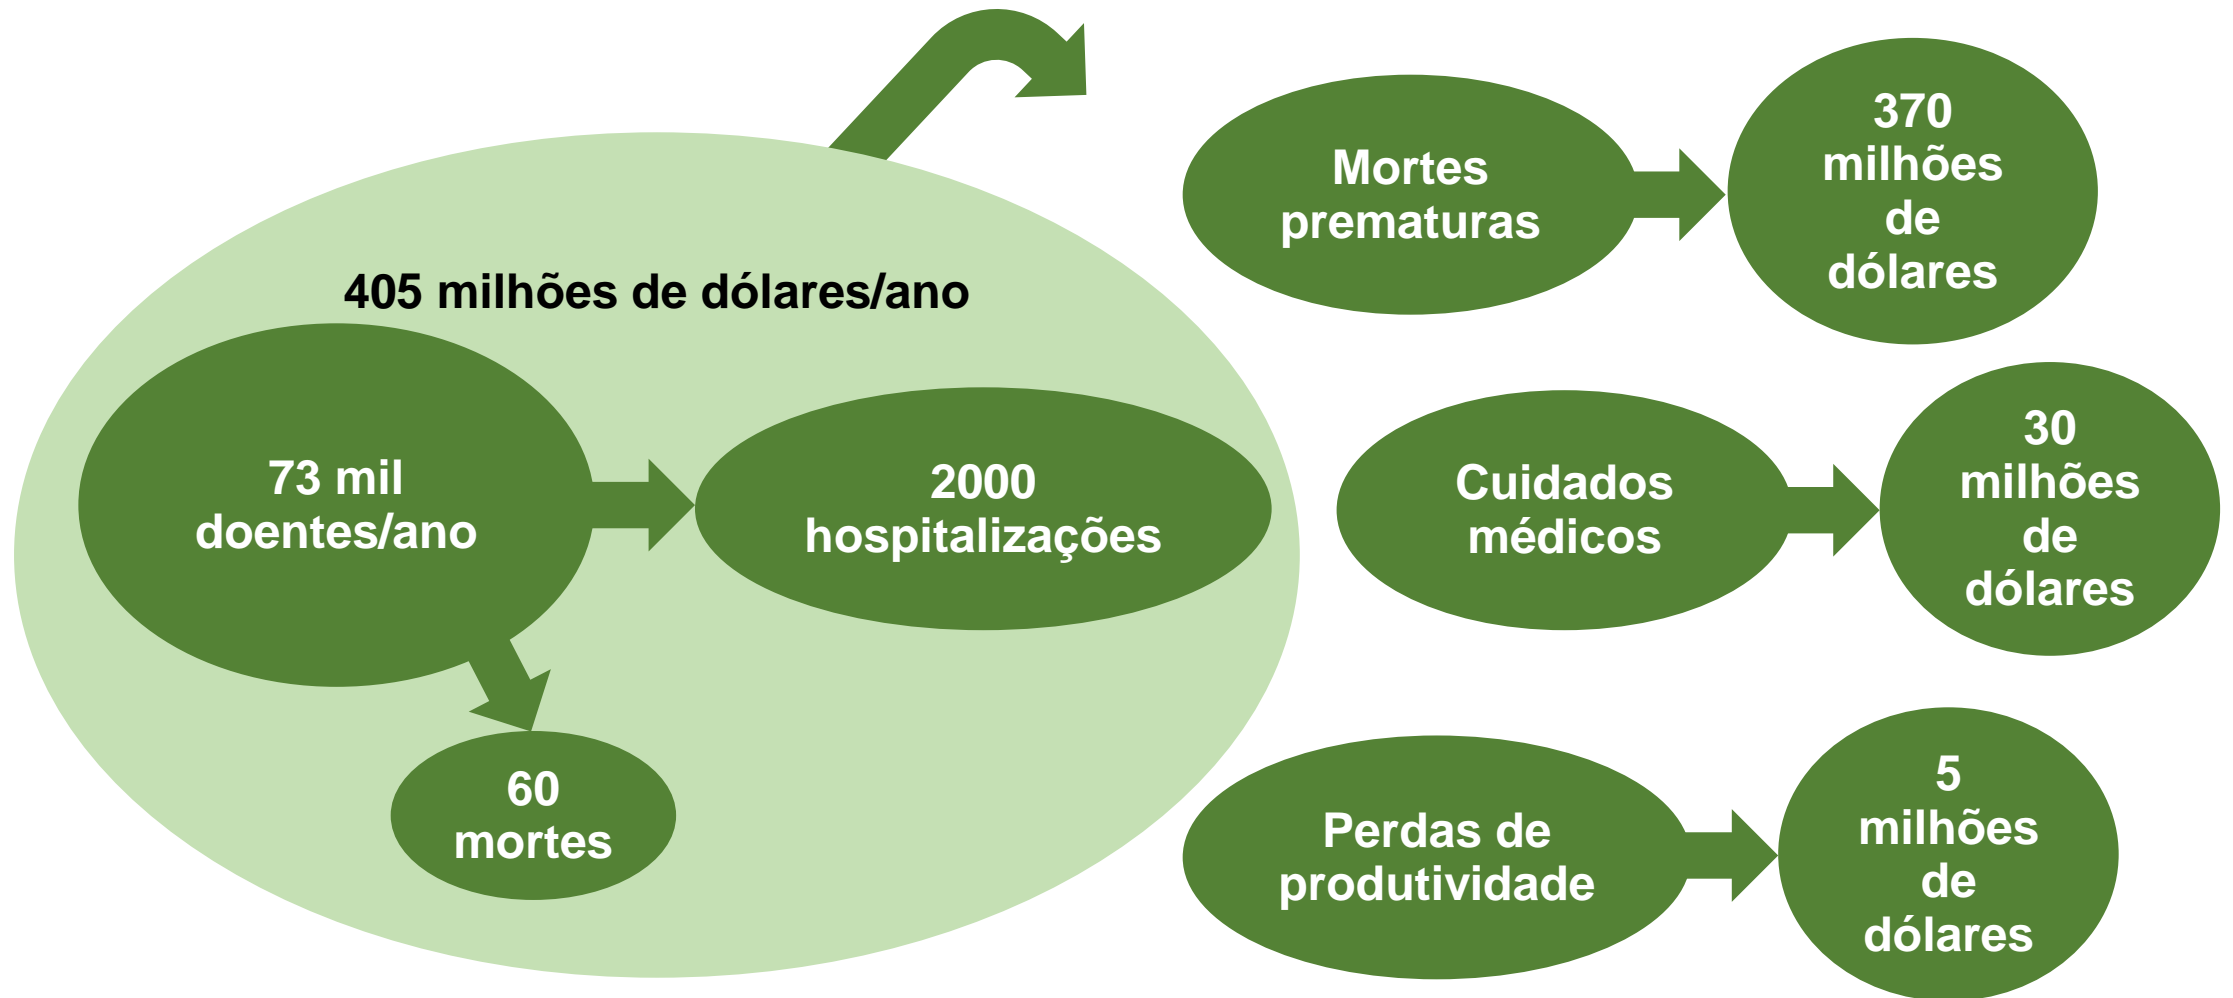 405 milhões de dólares/ano
73 mil
doentes/ano
2000
hospitalizações
60
mortes
Mortes
prematuras
370
milhões
de
dólares
Cuidados
médicos
30
milhões
de
dólares
Perdas de
produtividade
5
milhões
de
dólares